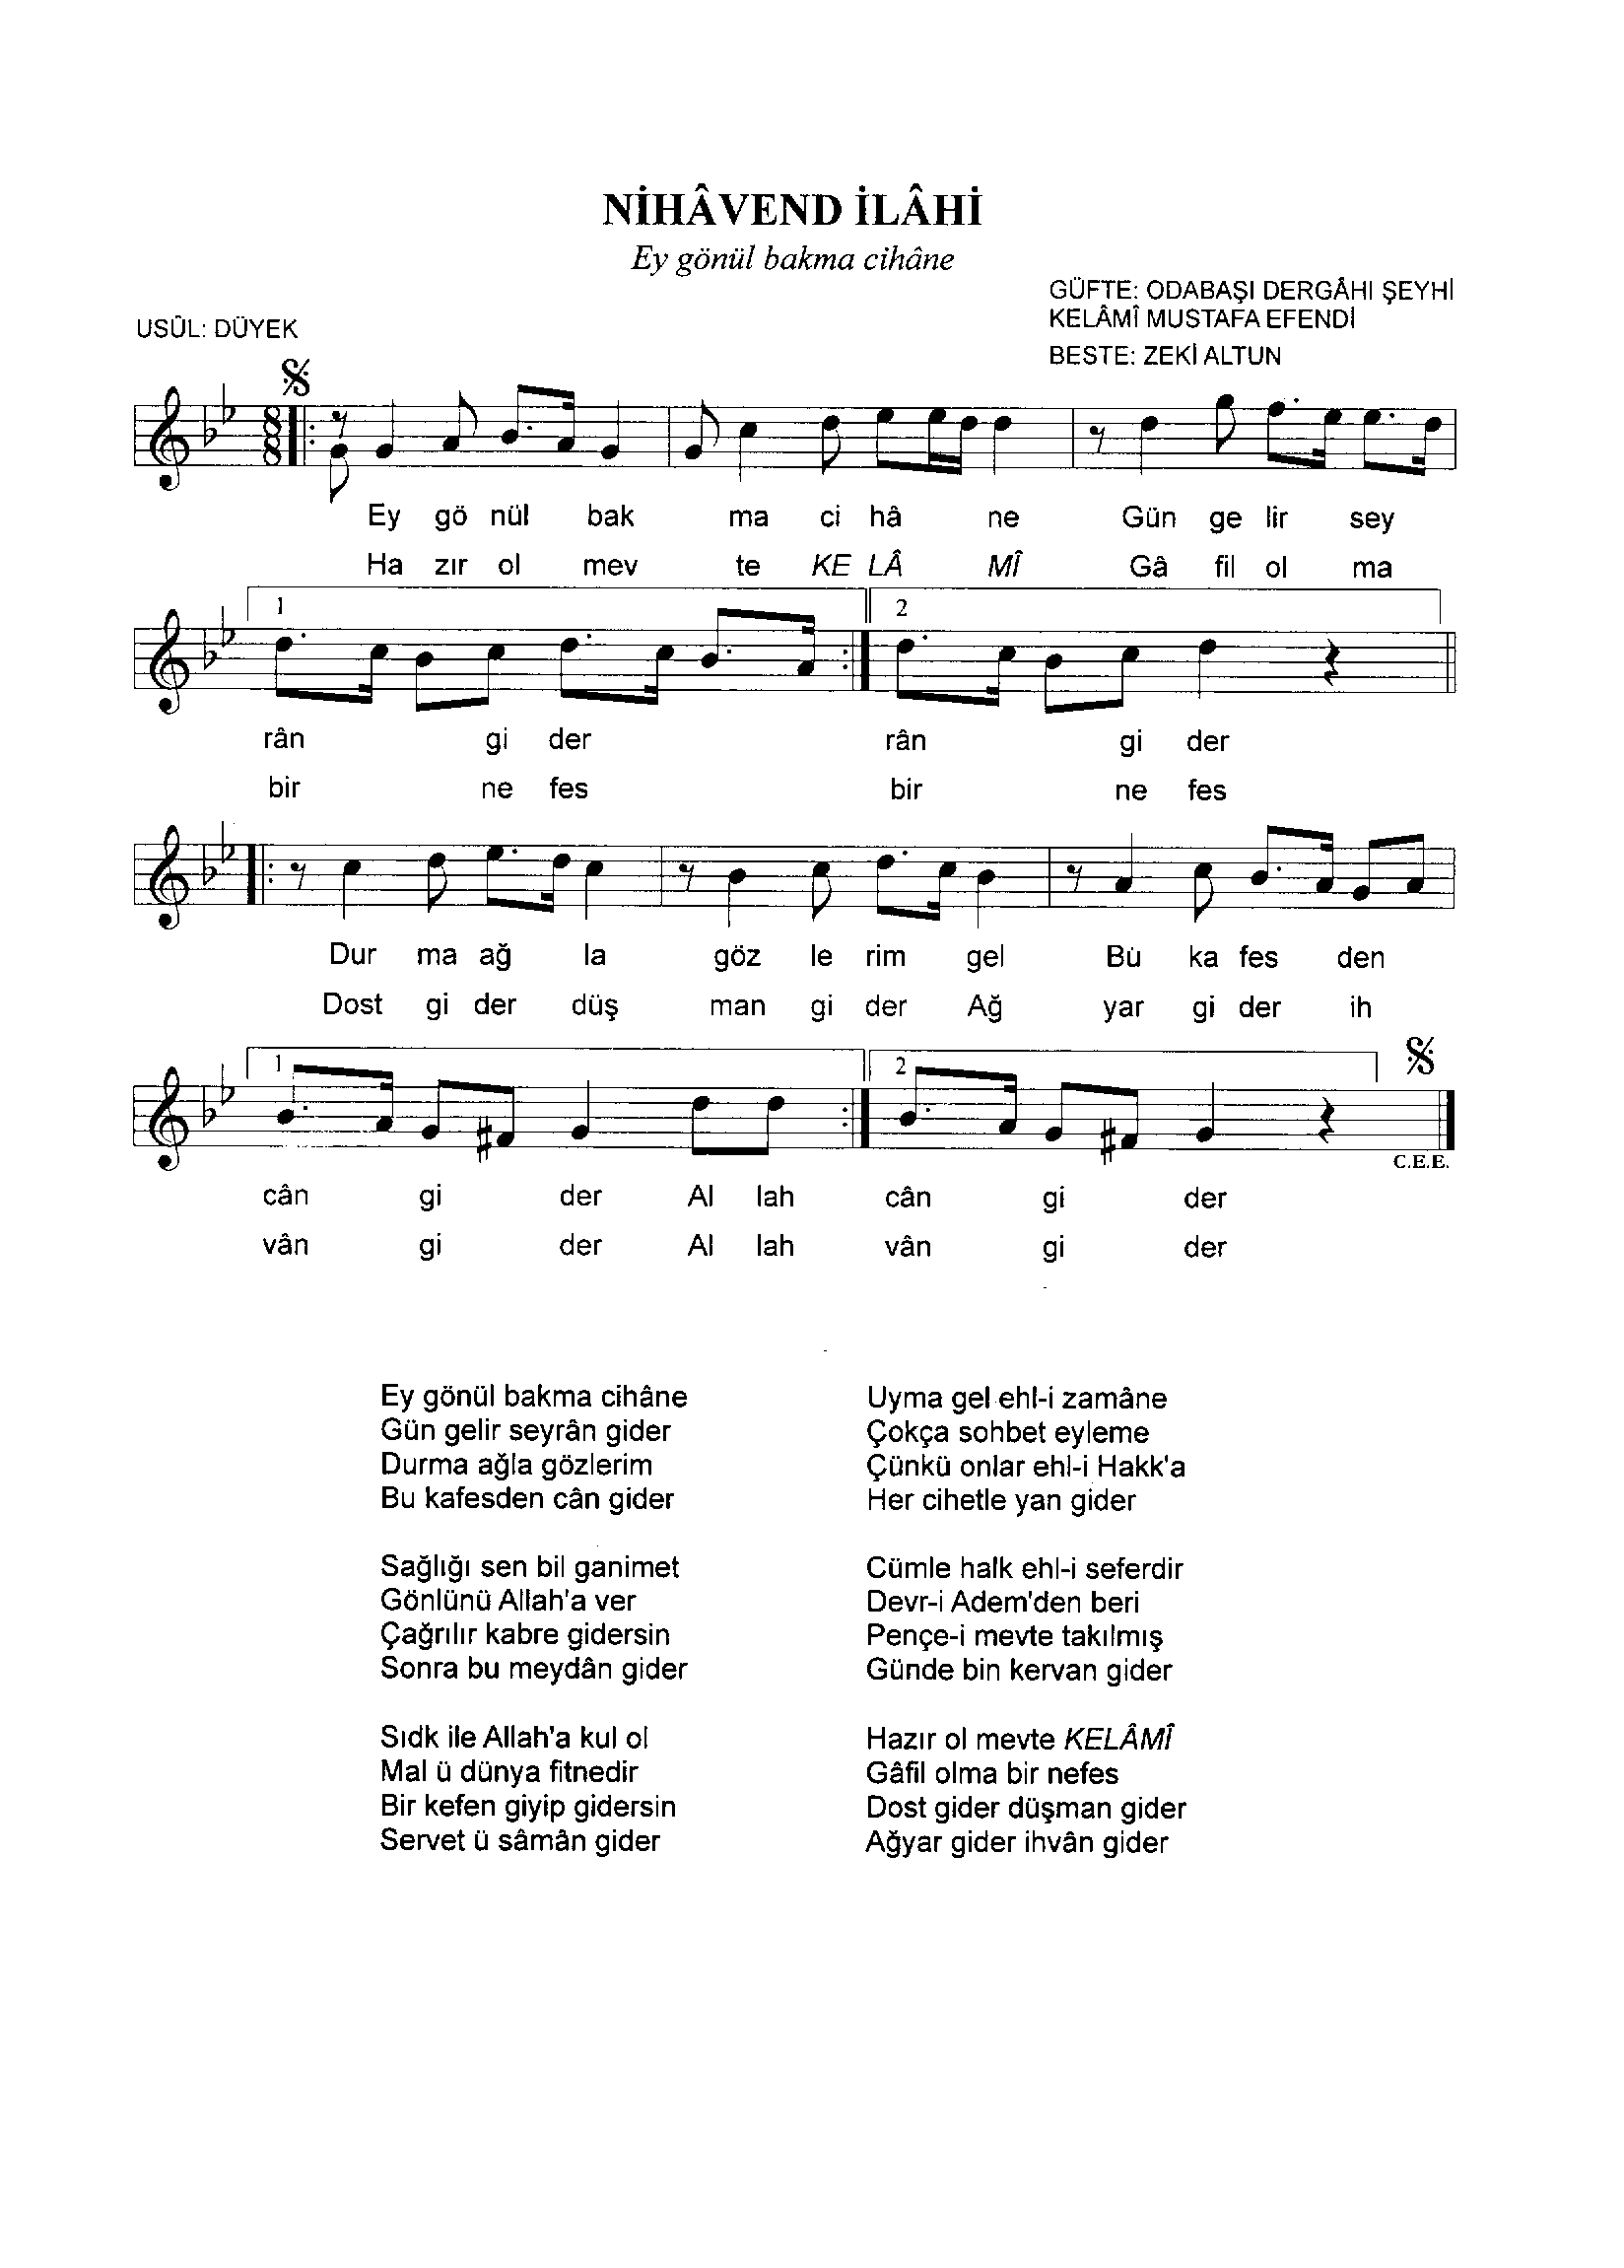 NİHÂVEND İLÂHİ
Ey gönül bakma cihâne
GÜFTE: ODABAŞI DERGÂHI ŞEYHİ
KELÂMÎ MUSTAFA EFENDİ
USÛL: DÜYEK
BESTE: ZEKİ ALTUN
8
8
Ey gö nül bak ma ci hâ ne Gün ge lir sey
Ha zır ol mev te KE LÂ MÎ Gâ fil ol ma
1 2
rân gi der rân gi der
bir ne fes bir ne fes
Dur ma ağ la göz le rim gel Bu ka fes den
Dost gi der düş man gi der Ağ yar gi der ih
1 2
C.E.E.
cân gi der Al lah cân gi der
vân gi der Al lah vân gi der
Ey gönül bakma cihâne
Gün gelir seyrân gider
Durma ağla gözlerim
Bu kafesden cân gider
Sağlığı sen bil ganimet
Gönlünü Allah'a ver
Çağrılır kabre gidersin
Sonra bu meydân gider
Sıdk ile Allah'a kul ol
Mal ü dünya fitnedir
Bir kefen giyip gidersin
Servet ü sâmân gider
Uyma gel ehl-i zamâne
Çokça sohbet eyleme
Çünkü onlar ehl-i Hakk'a
Her cihetle yan gider
Cümle halk ehl-i seferdir
Devr-i Adem'den beri
Pençe-i mevte takılmış
Günde bin kervan gider
Hazır ol mevte KELÂMÎ
Gâfil olma bir nefes
Dost gider düşman gider
Ağyar gider ihvân gider